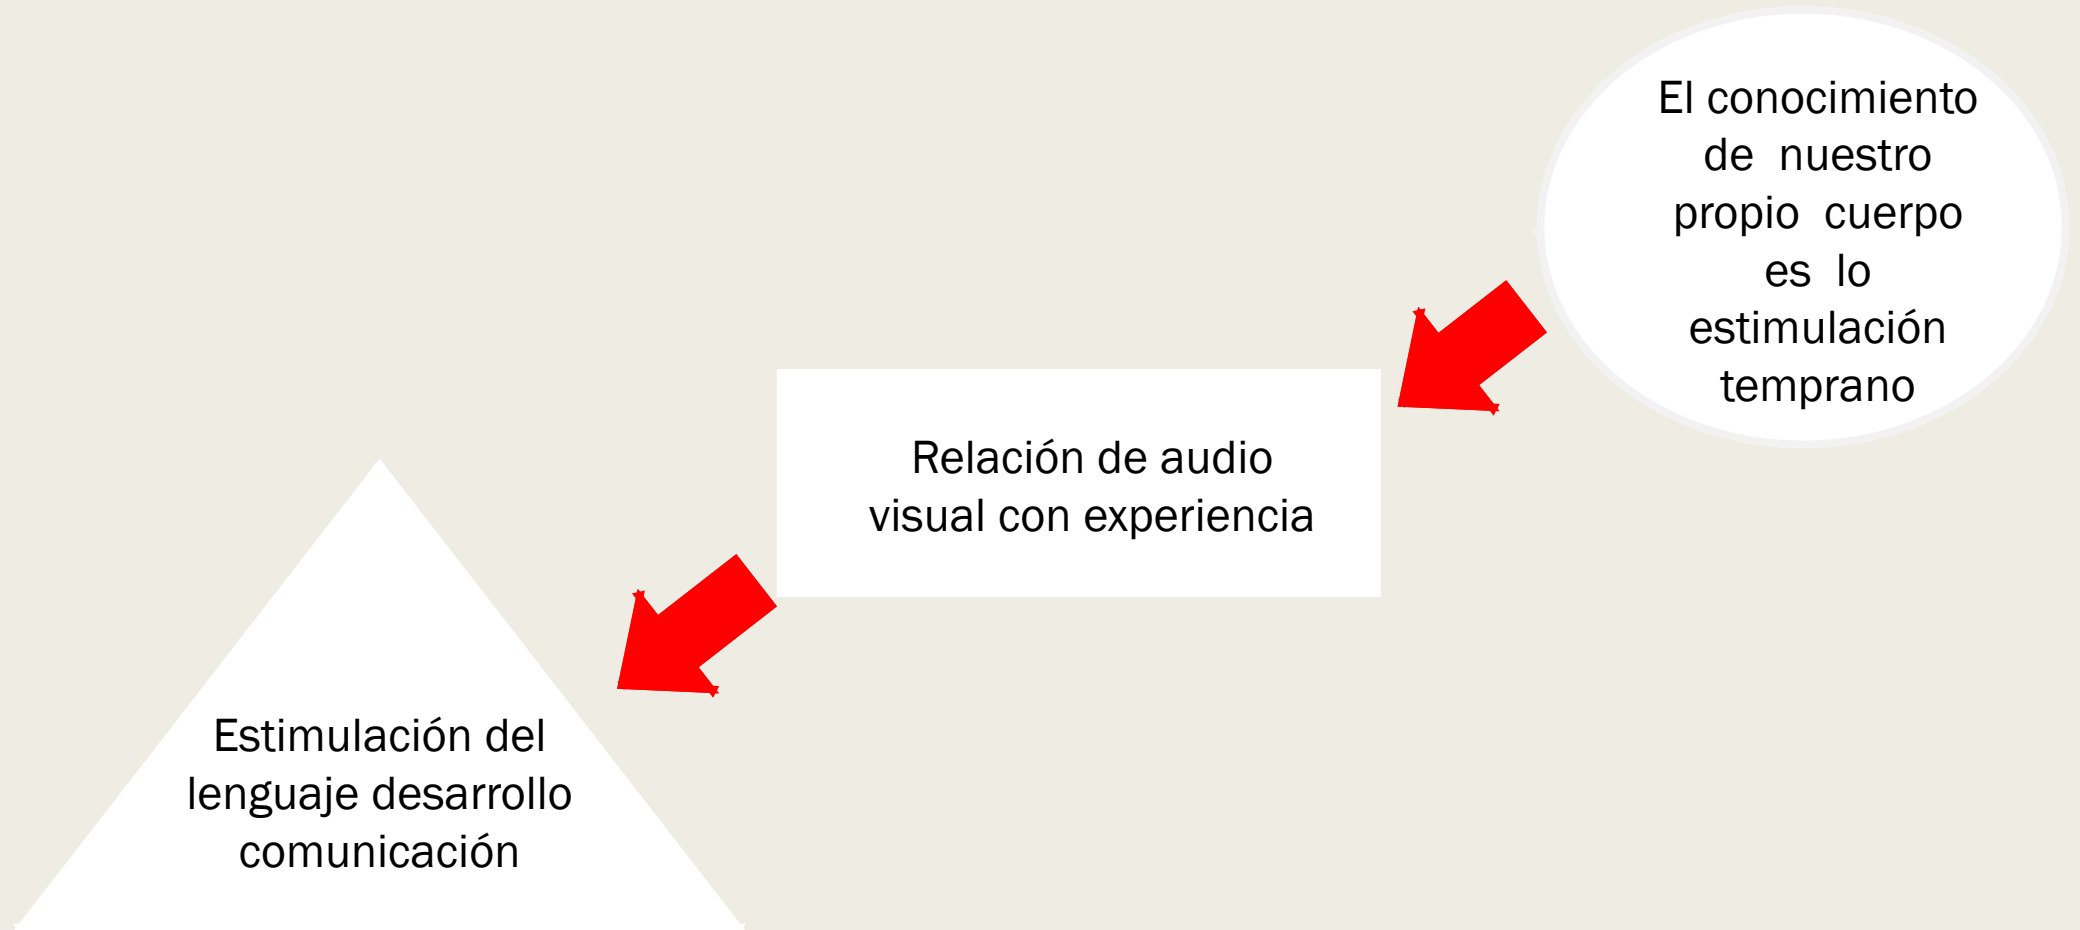 El conocimiento
de nuestro
propio cuerpo
es lo
estimulación
temprano
Relación de audio
visual con experiencia
Estimulación del
lenguaje desarrollo
comunicación